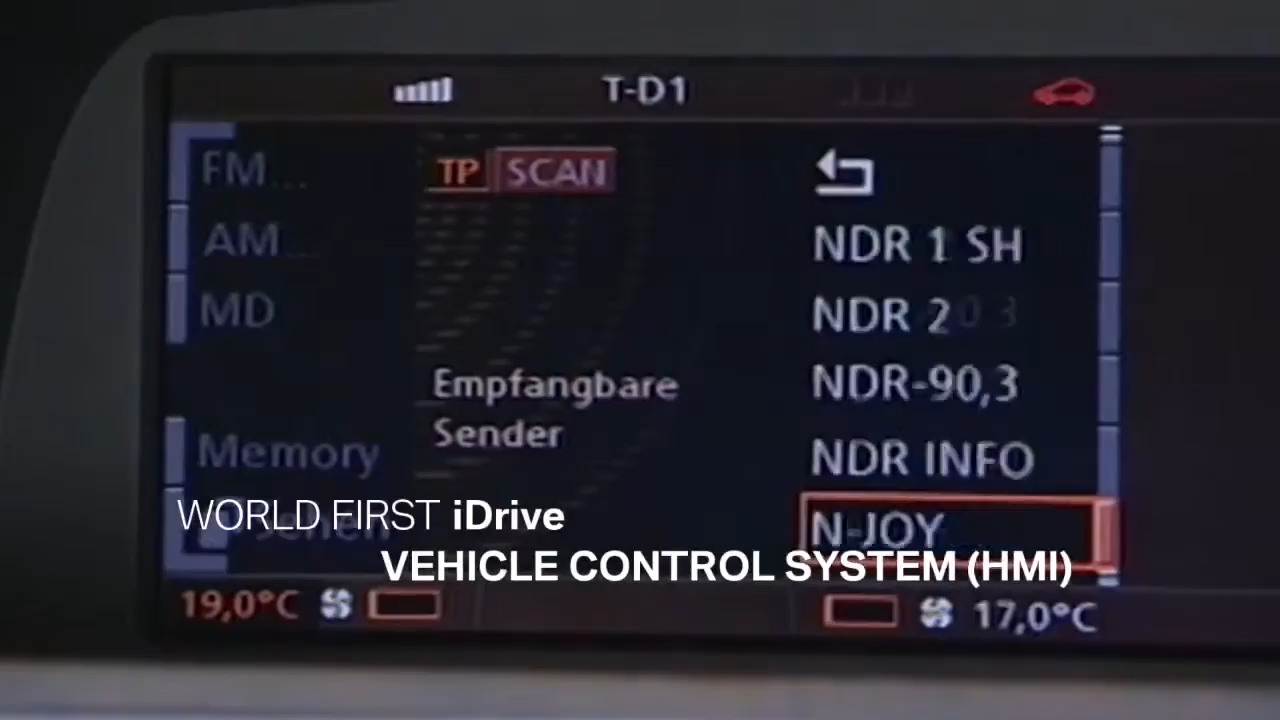 T-D1
FM...
TP SCAN
AM...
NDR 1 SH
MD
NDR 2
Empfangbare
NDR-90,3
Sender
Memory
NDR INFO
WORLD FIRST iDrive
N-JOY
VEHICLE CONTROL SYSTEM (HMI)
19,0°C
17,0°C